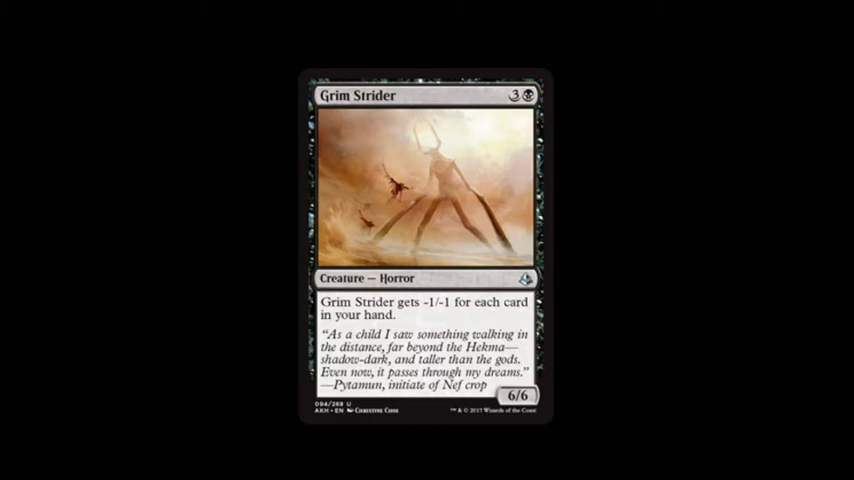 Grim Strider 3
Creature — Horror
Grim Strider gets -1/-1 for each card
in your hand.
"As a child I saw something walking in
the distance, far beyond the Hekma—
shadow-dark, and taller than the gods.
Even now, it passes through my dreams."
—Pytamun, initiate of Nef crop
6/6
094/269 U
AKH • EN Christine Choi
™ & © 2017 Wizards of the Coast